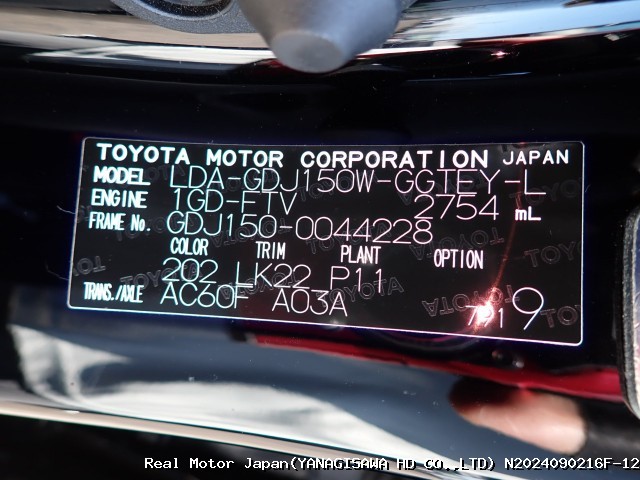 TOYOTA MOTOR CORPORATION JAPAN
MODEL LDA-GDJ150W-GGTEY-L
ENGINE 1GD-FTV 2754 mL
FRAME No. GDJ150-0044228
COLOR TRIM PLANT OPTION
202 LK22 P11
TRANS./AXLE AC60F A03A 9
Real Motor Japan(YANAGISAWA HD CO.,LTD) N2024090216F-12